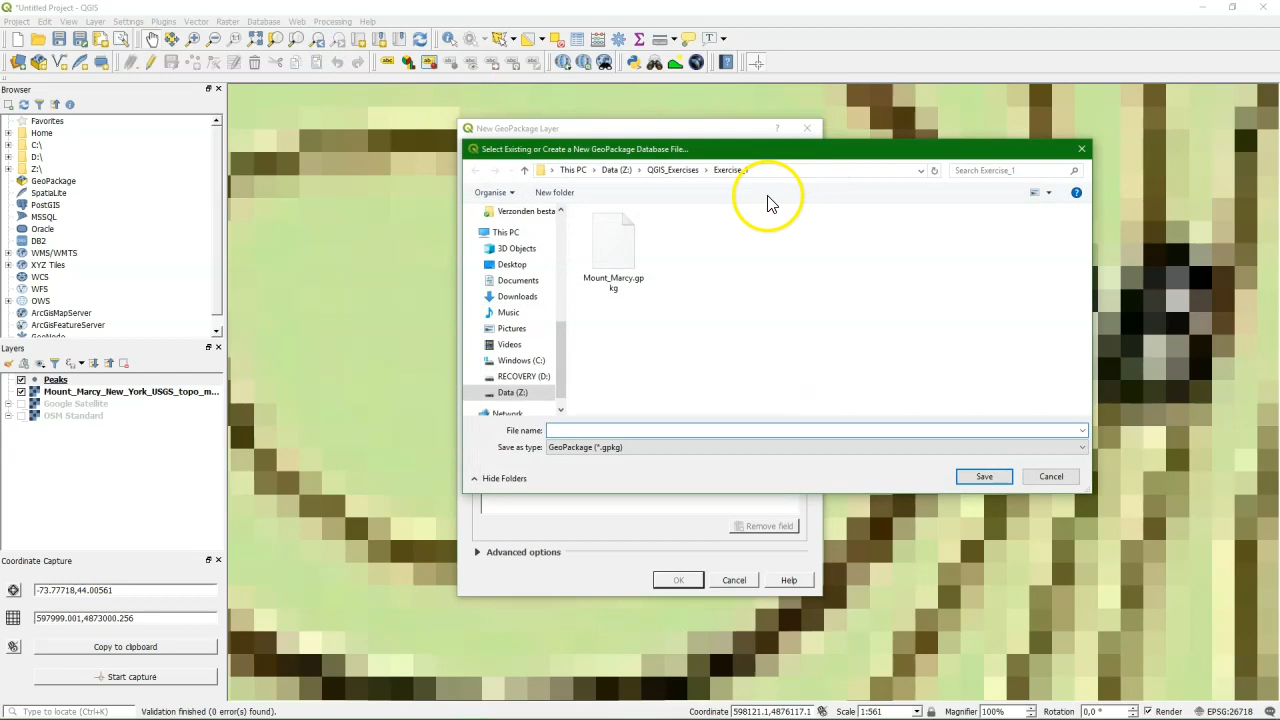 *Untitled Project - QGIS
Project Edit View Layer Settings Plugins Vector Raster Database Web Processing Help
Browser
Favorites
Home
C:\
D:\
Z:\
GeoPackage
SpatiaLite
PostGIS
MSSQL
Oracle
DB2
WMS/WMTS
XYZ Tiles
WCS
WFS
OWS
ArcGisMapServer
ArcGisFeatureServer
GeoNode
Layers
Peaks
Mount_Marcy_New_York_USGS_topo_m...
Google Satellite
OSM Standard
Coordinate Capture
-73.77718,44.00561
597999.001,4873000.256
Copy to clipboard
Start capture
New GeoPackage Layer
Select Existing or Create a New GeoPackage Database File...
This PC > Data (Z:) > QGIS_Exercises > Exercise_1
Search Exercise_1
Organise New folder
Verzonden besta
This PC
3D Objects
Desktop
Documents
Downloads
Music
Pictures
Videos
Windows (C:)
RECOVERY (D:)
Data (Z:)
Network
Mount_Marcy.gp
kg
File name:
Save as type: GeoPackage (*.gpkg)
Hide Folders
Save Cancel
Remove field
Advanced options
OK Cancel Help
Type to locate (Ctrl+K) Validation finished (0 error(s) found). Coordinate 598121.1,4876117.1 Scale 1:561 Magnifier 100% Rotation 0,0 ° Render EPSG:26718